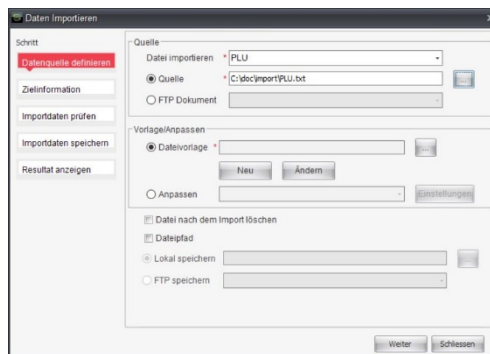 Daten Importieren
Schritt
Datenquelle definieren
Zielinformation
Importdaten prüfen
Importdaten speichern
Resultat anzeigen
Quelle
Datei importieren * PLU
Quelle * C:\doc\import\PLU.txt ...
FTP Dokument
Vorlage/Anpassen
Dateivorlage * ...
Neu Ändern
Anpassen Einstellungen
Datei nach dem Import löschen
Dateipfad
Lokal speichern
FTP speichern
Weiter Schliessen